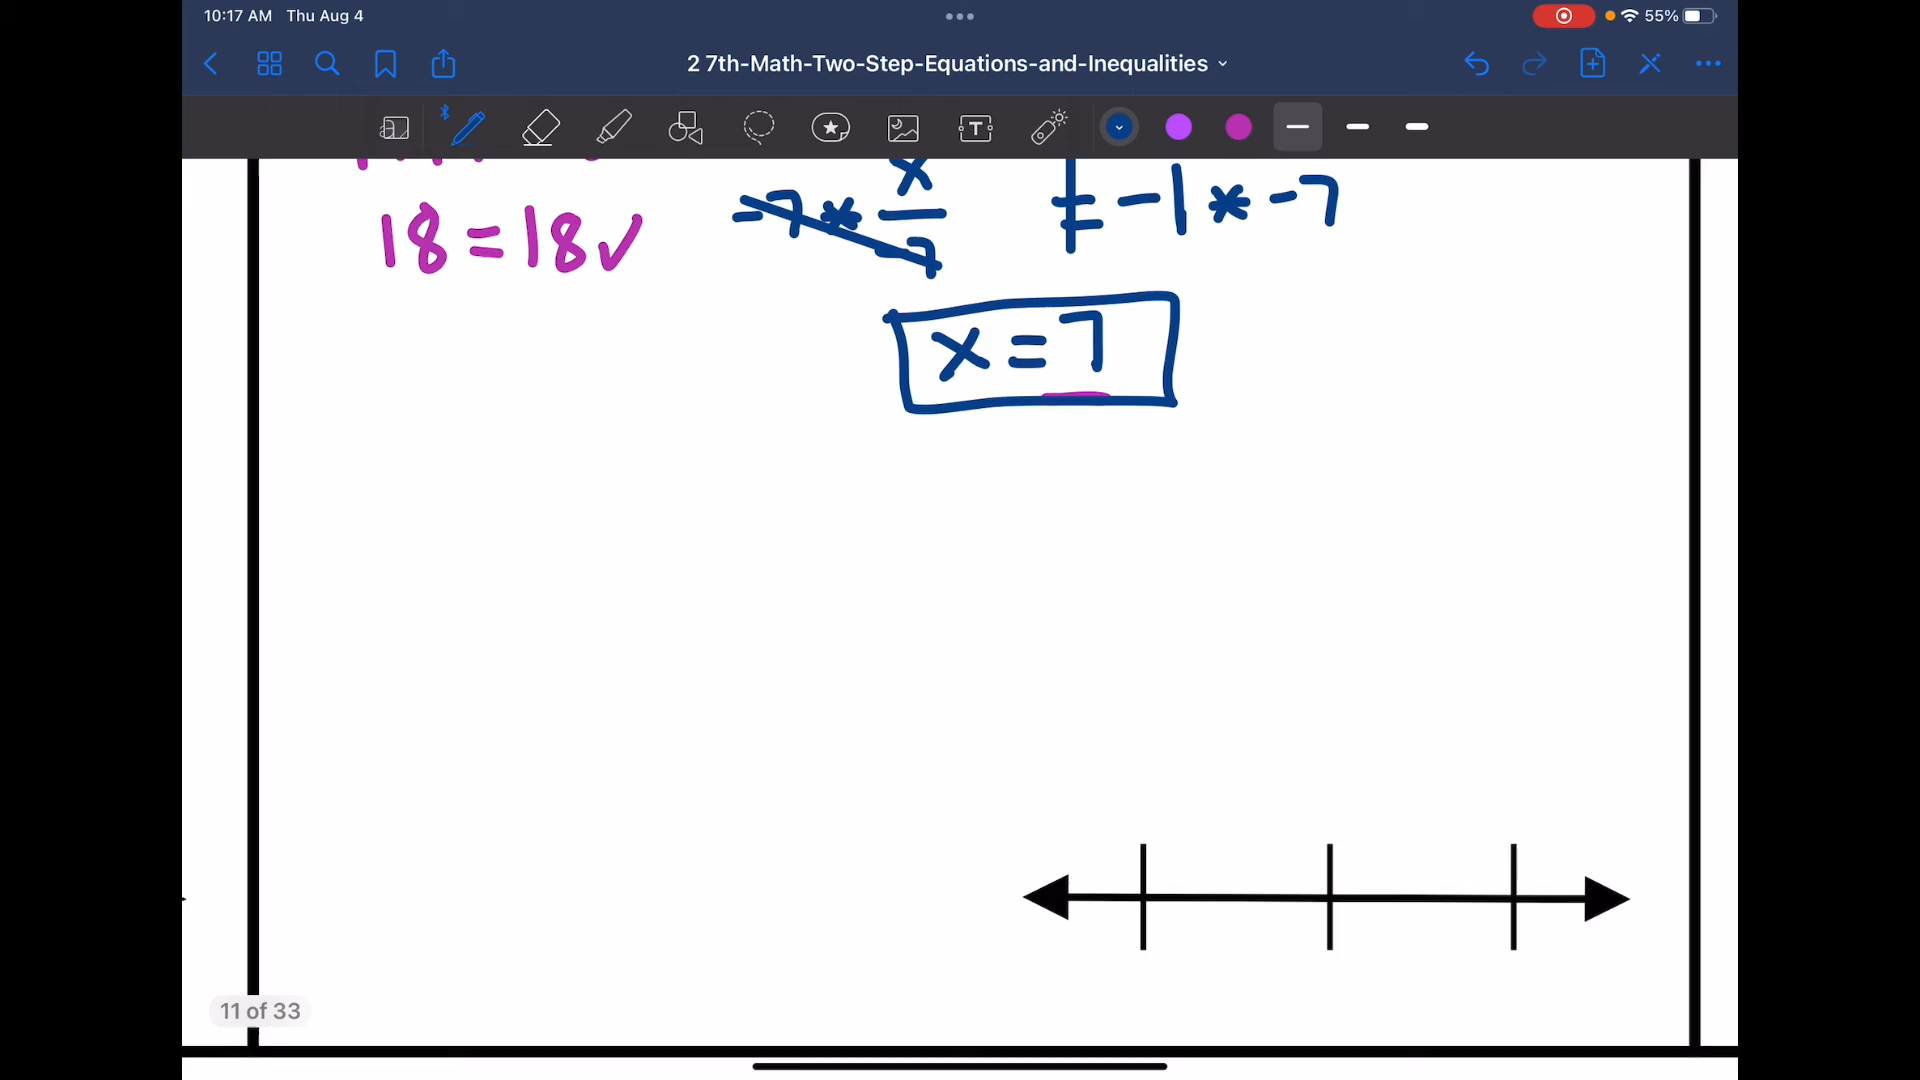 10:17 AM Thu Aug 4
55%
2 7th-Math-Two-Step-Equations-and-Inequalities
T
18 = 18 ✓
-7 * x/-7 = -1 * -7
x = 7
11 of 33